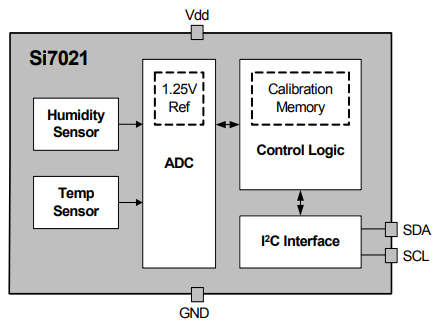 Vdd
Si7021
Humidity
Sensor
Temp
Sensor
1.25V
Ref
ADC
Calibration
Memory
Control Logic
I²C Interface
SDA
SCL
GND